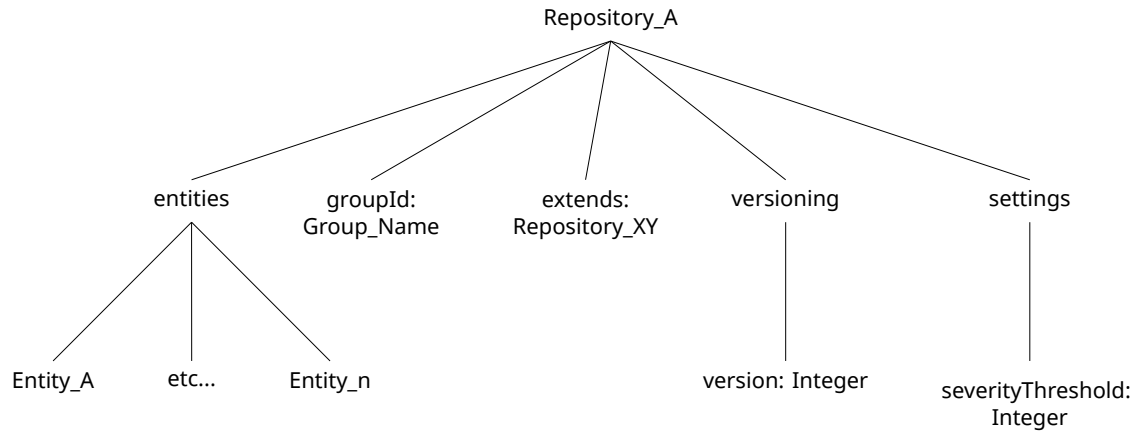 Repository_A
entities
groupId:
Group_Name
extends:
Repository_XY
versioning
settings
Entity_A
etc...
Entity_n
version: Integer
severityThreshold:
Integer